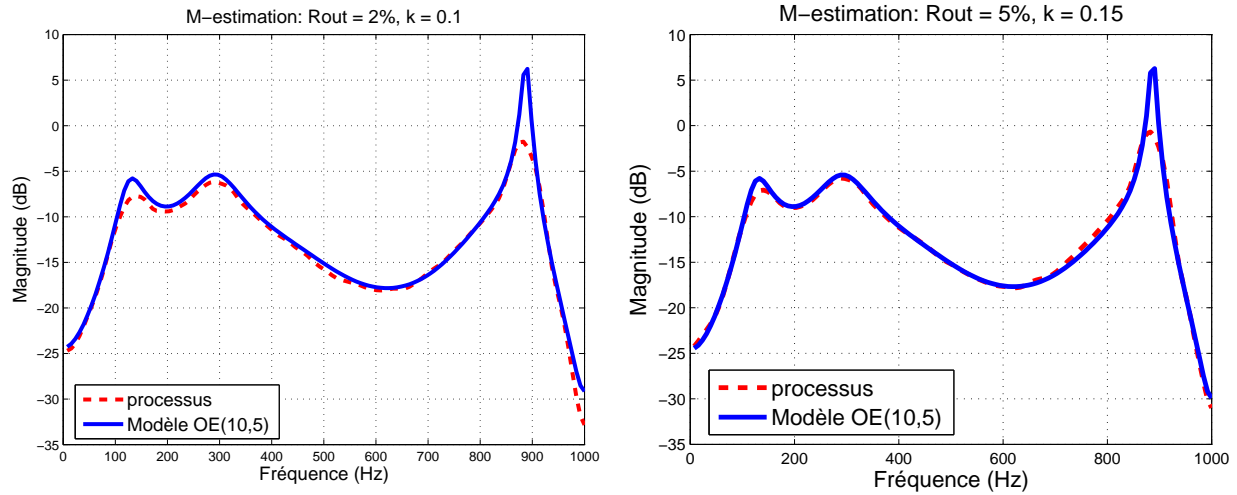 M−estimation: Rout = 2%, k = 0.1
Magnitude (dB)
10
5
0
−5
−10
−15
−20
−25
−30
−35
processus
Modèle OE(10,5)
0 100 200 300 400 500 600 700 800 900 1000
Fréquence (Hz)
M−estimation: Rout = 5%, k = 0.15
Magnitude (dB)
10
5
0
−5
−10
−15
−20
−25
−30
−35
processus
Modèle OE(10,5)
0 200 400 600 800 1000
Fréquence (Hz)